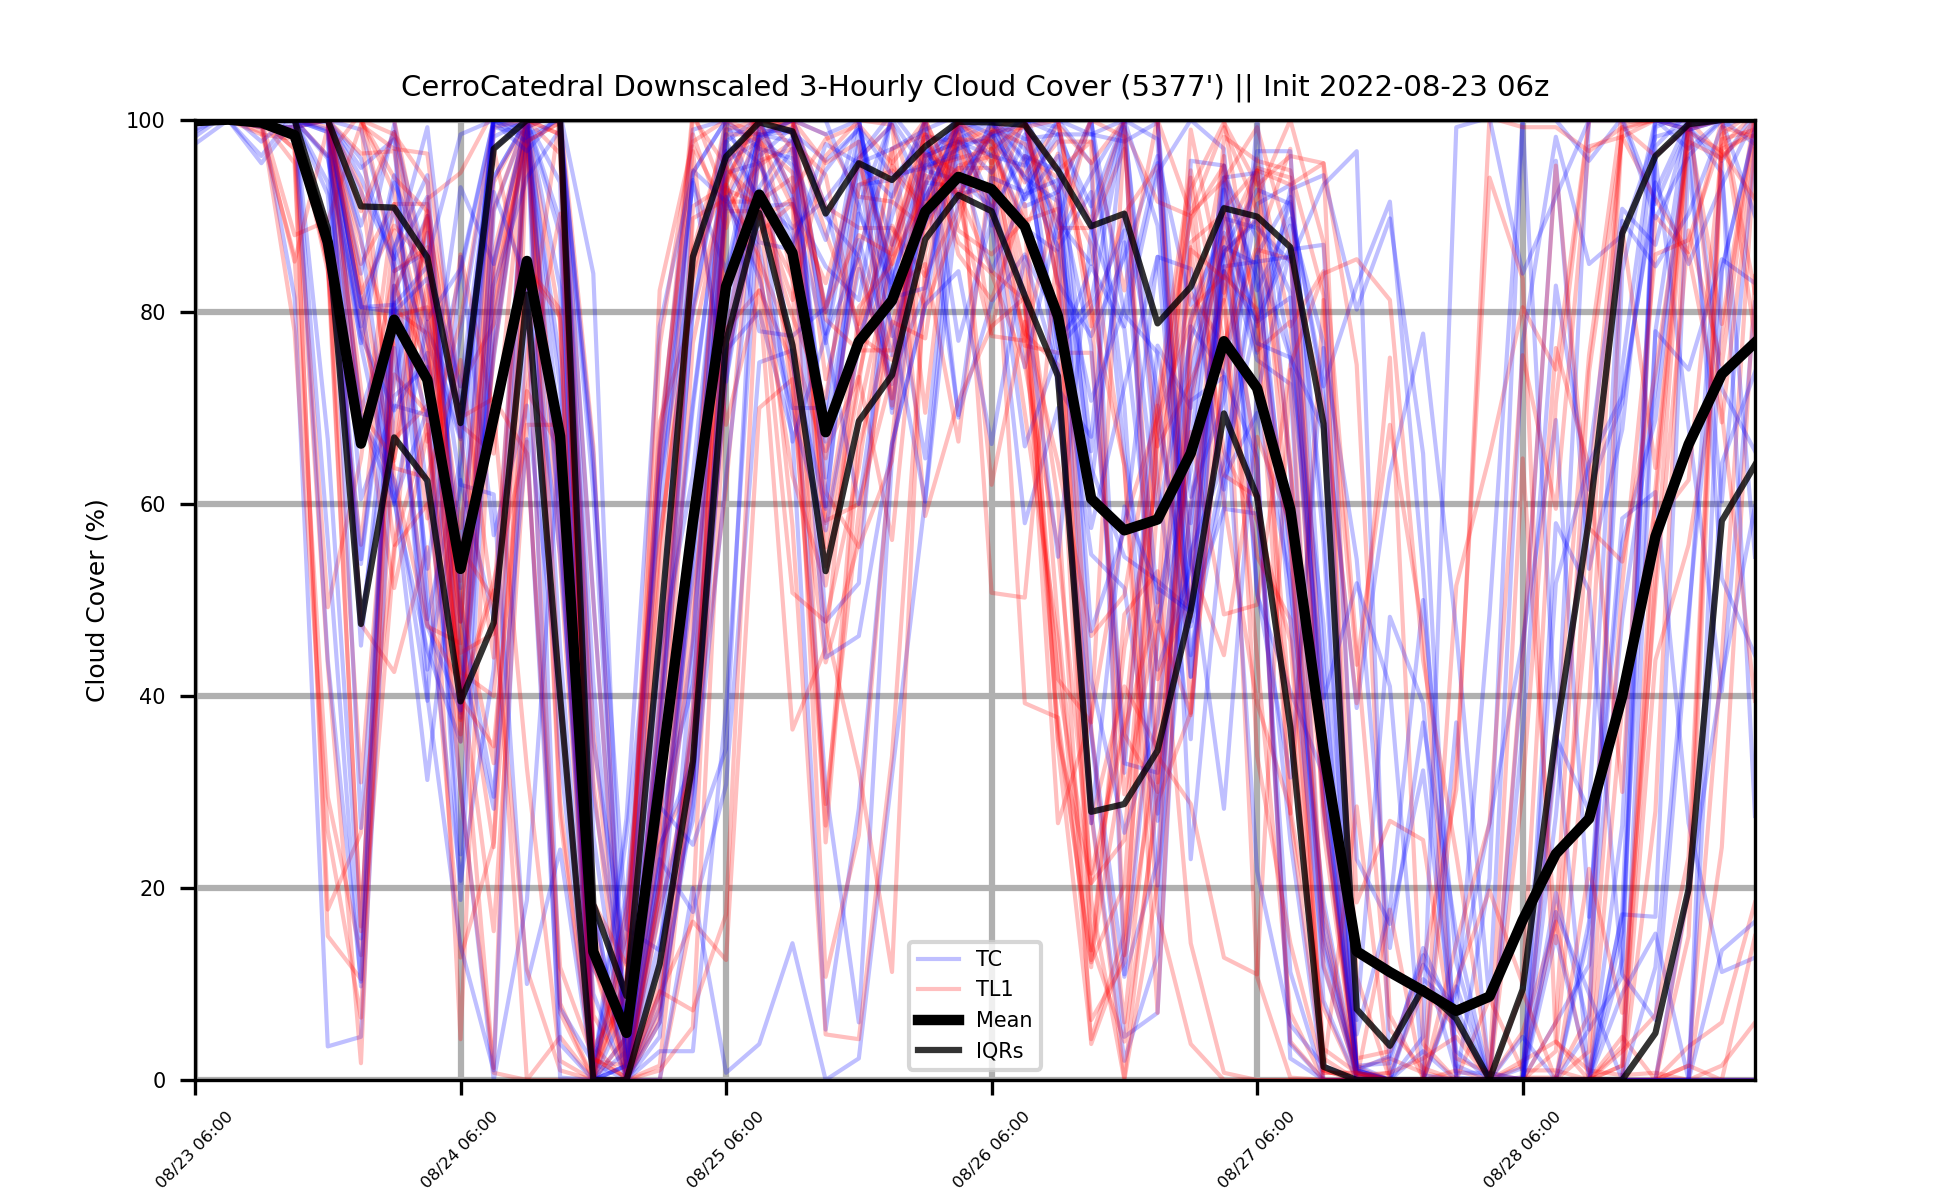 CerroCatedral Downscaled 3-Hourly Cloud Cover (5377') || Init 2022-08-23 06z
Cloud Cover (%)
100
80
60
40
20
0
TC
TL1
Mean
IQRs
08/23 06:00
08/24 06:00
08/25 06:00
08/26 06:00
08/27 06:00
08/28 06:00